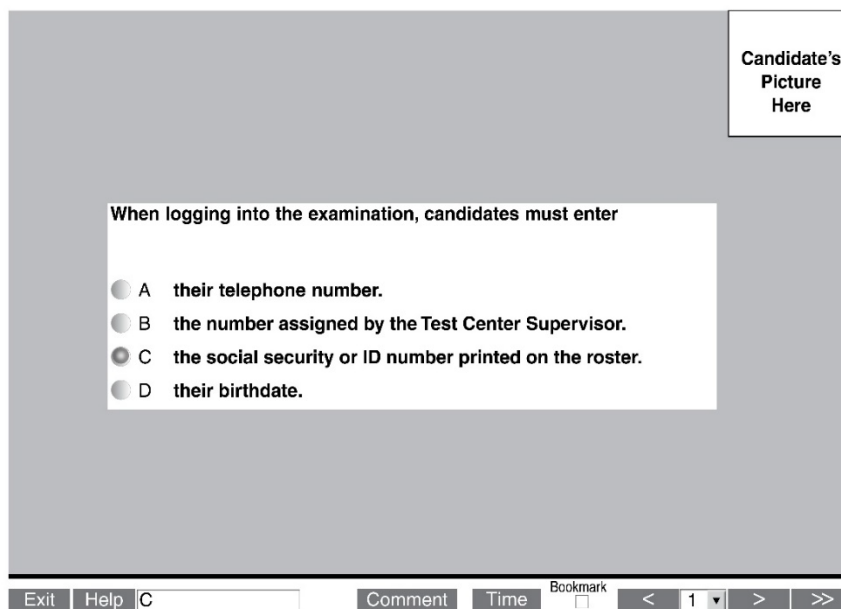 Candidate's
Picture
Here
When logging into the examination, candidates must enter
A their telephone number.
B the number assigned by the Test Center Supervisor.
C the social security or ID number printed on the roster.
D their birthdate.
Bookmark
Exit Help C Comment Time < 1 > >>